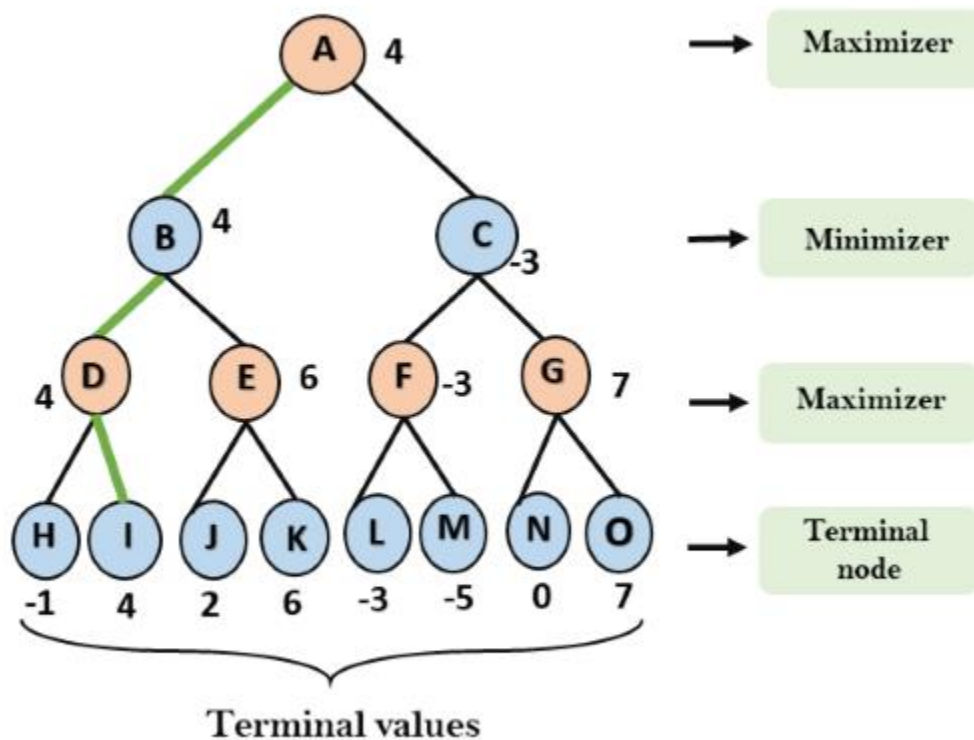 A 4 Maximizer
B 4 C -3 Minimizer
D 4 E 6 F -3 G 7 Maximizer
H I J K L M N O Terminal
node
-1 4 2 6 -3 -5 0 7
Terminal values